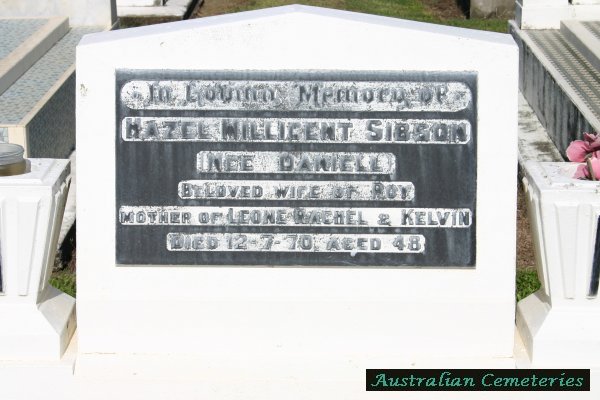 In Loving Memory of
HAZEL MILLICENT SIBSON
NEE DANIELL
BELOVED WIFE OF ROY
MOTHER OF LEONE RACHEL & KELVIN
DIED 12-7-70, AGED 48
Australian Cemeteries